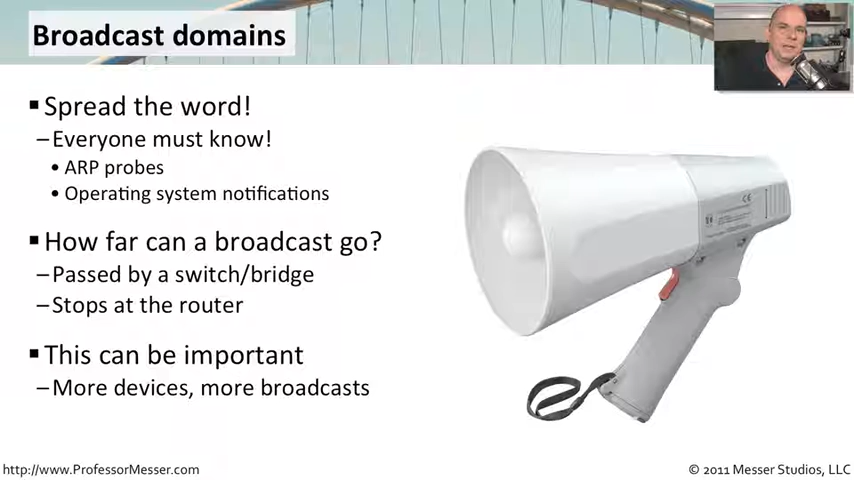 Broadcast domains
▪Spread the word!
–Everyone must know!
• ARP probes
• Operating system notifications
▪How far can a broadcast go?
–Passed by a switch/bridge
–Stops at the router
▪This can be important
–More devices, more broadcasts
http://www.ProfessorMesser.com
© 2011 Messer Studios, LLC